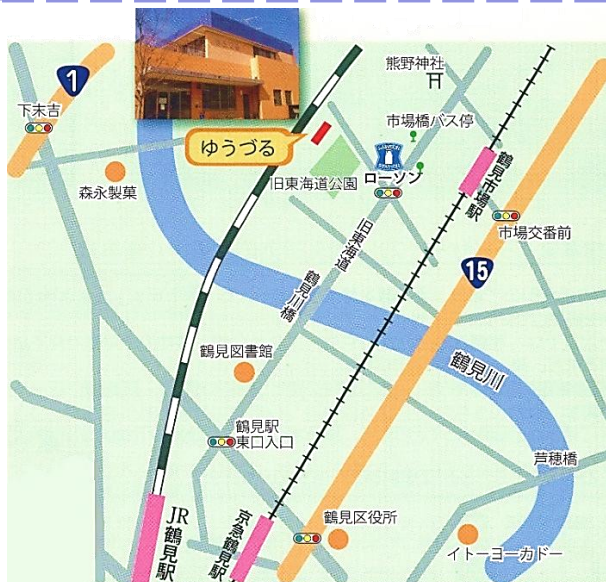 1
下末吉
森永製菓
ゆうづる
熊野神社
市場橋バス停
旧東海道公園
ローソン
鶴見市場駅
市場交番前
旧東海道
鶴見川橋
15
鶴見川
鶴見図書館
鶴見駅
東口入口
芦穂橋
JR
鶴見駅
京急鶴見駅
鶴見区役所
イトーヨーカドー